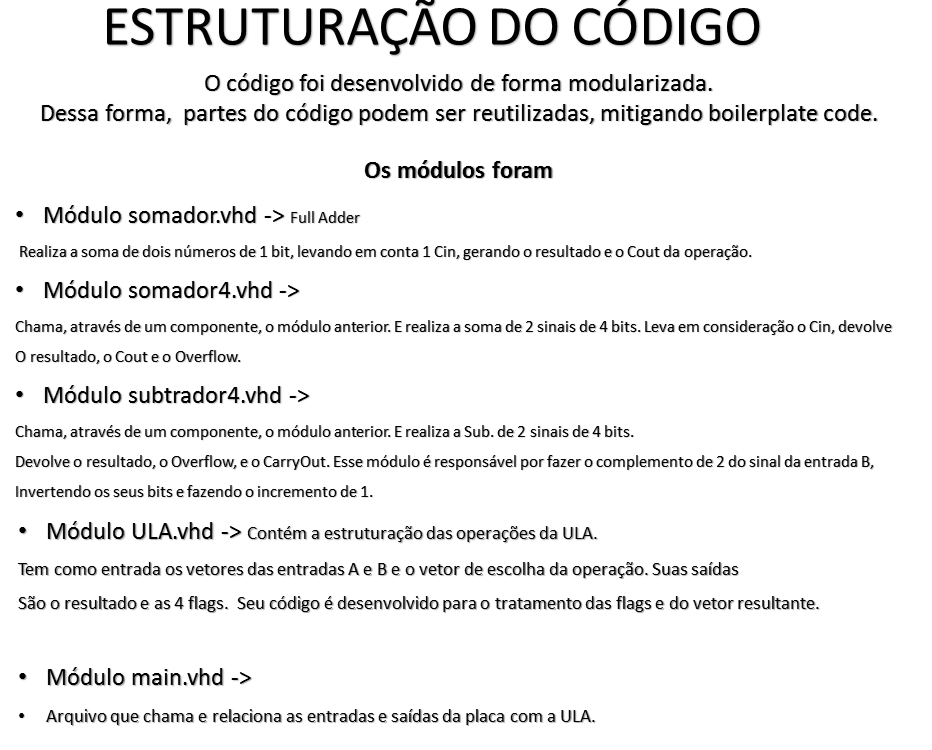 ESTRUTURAÇÃO DO CÓDIGO
O código foi desenvolvido de forma modularizada.
Dessa forma, partes do código podem ser reutilizadas, mitigando boilerplate code.
Os módulos foram
• Módulo somador.vhd -> Full Adder
Realiza a soma de dois números de 1 bit, levando em conta 1 Cin, gerando o resultado e o Cout da operação.
• Módulo somador4.vhd ->
Chama, através de um componente, o módulo anterior. E realiza a soma de 2 sinais de 4 bits. Leva em consideração o Cin, devolve
O resultado, o Cout e o Overflow.
• Módulo subtrador4.vhd ->
Chama, através de um componente, o módulo anterior. E realiza a Sub. de 2 sinais de 4 bits.
Devolve o resultado, o Overflow, e o CarryOut. Esse módulo é responsável por fazer o complemento de 2 do sinal da entrada B,
Invertendo os seus bits e fazendo o incremento de 1.
• Módulo ULA.vhd -> Contém a estruturação das operações da ULA.
Tem como entrada os vetores das entradas A e B e o vetor de escolha da operação. Suas saídas
São o resultado e as 4 flags. Seu código é desenvolvido para o tratamento das flags e do vetor resultante.
• Módulo main.vhd ->
• Arquivo que chama e relaciona as entradas e saídas da placa com a ULA.